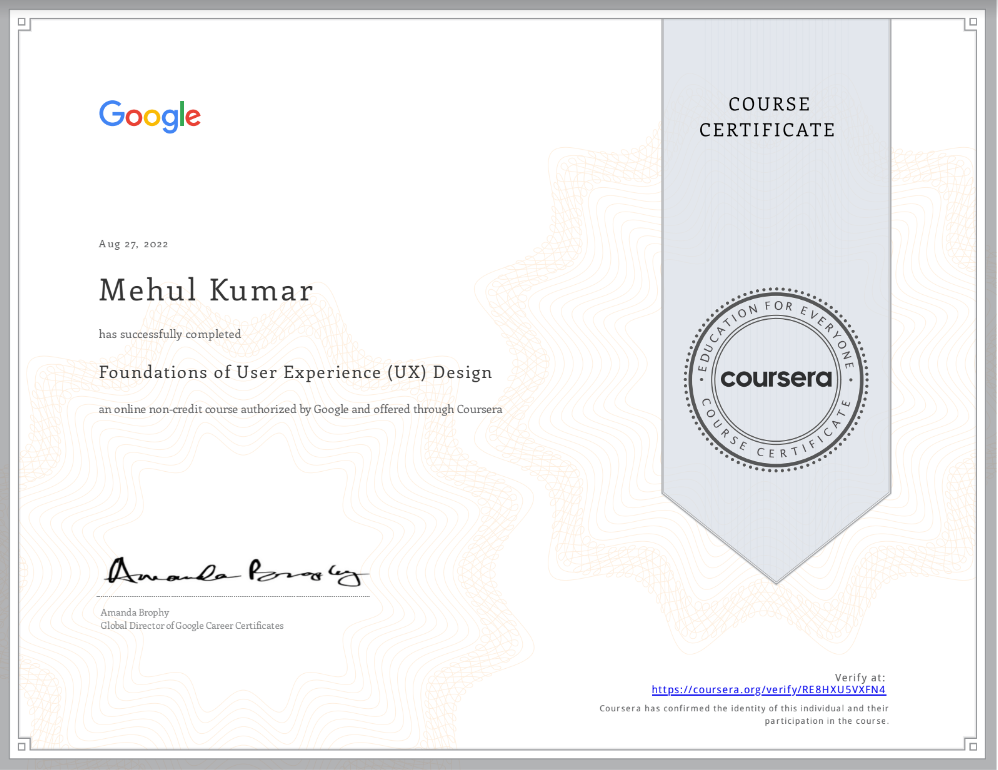 Google
COURSE
CERTIFICATE
Aug 27, 2022
Mehul Kumar
has successfully completed
Foundations of User Experience (UX) Design
an online non-credit course authorized by Google and offered through Coursera
EDUCATION FOR EVERYONE
coursera
COURSE CERTIFICATE
Amanda Brophy
Amanda Brophy
Global Director of Google Career Certificates
Verify at:
https://coursera.org/verify/RE8HXU5VXFN4
Coursera has confirmed the identity of this individual and their
participation in the course.